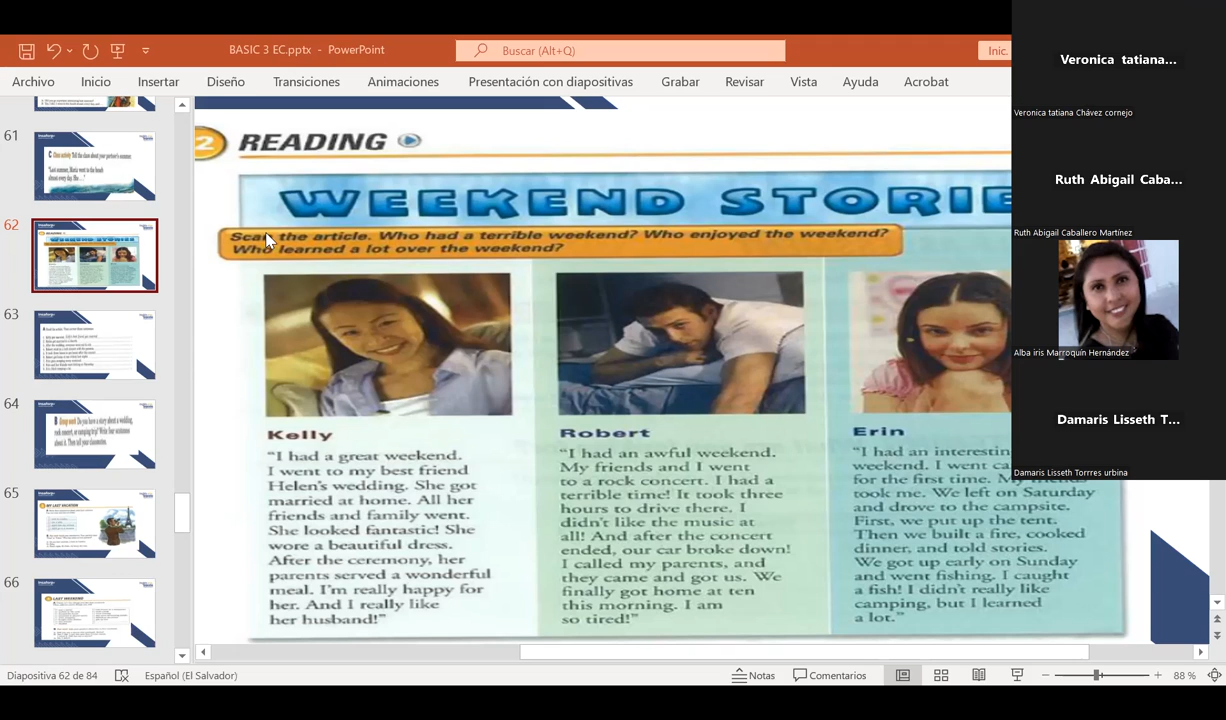 BASIC 3 EC.pptx - PowerPoint
Buscar (Alt+Q)
Inic.
Archivo Inicio Insertar Diseño Transiciones Animaciones Presentación con diapositivas Grabar Revisar Vista Ayuda Acrobat
61
62
63
64
65
66
2 READING
WEEKEND STORIE
Scan the article. Who had a terrible weekend? Who enjoyed the weekend?
Who learned a lot over the weekend?
Kelly
"I had a great weekend.
I went to my best friend
Helen's wedding. She got
married at home. All her
friends and family went.
She looked fantastic! She
wore a beautiful dress.
After the ceremony, her
parents served a wonderful
meal. I'm really happy for
her. And I really like
her husband!"
Robert
"I had an awful weekend.
My friends and I went
to a rock concert. I had a
terrible time! It took three
hours to drive there. I
didn't like the music at
all! And after the concert
ended, our car broke down!
I called my parents, and
they came and got us. We
finally got home at ten
this morning. I am
so tired!"
Erin
"I had an interestin
weekend. I went ca
for the first time. My friends
took me. We left on Saturday
and drove to the campsite.
First, we put up the tent.
Then we built a fire, cooked
dinner, and told stories.
We got up early on Sunday
and went fishing. I caught
a fish! I didn't really like
camping, but I learned
a lot."
Veronica tatiana...
Veronica tatiana Chávez cornejo
Ruth Abigail Caba...
Ruth Abigail Caballero Martínez
Alba iris Marroquín Hernández
Damaris Lisseth T...
Damaris Lisseth Torrres urbina
Diapositiva 62 de 84
Español (El Salvador)
Notas
Comentarios
88 %